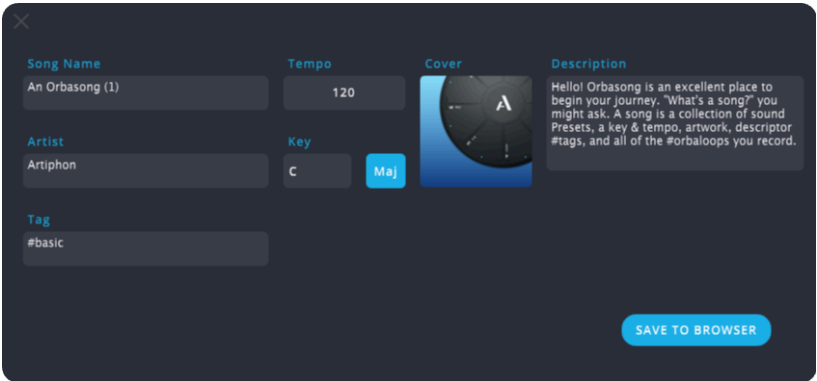 Song Name
An Orbasong (1)
Artist
Artiphon
Tag
#basic
Tempo
120
Key
C
Maj
Cover
A
Description
Hello! Orbasong is an excellent place to
begin your journey. "What's a song?" you
might ask. A song is a collection of sound
Presets, a key & tempo, artwork, descriptor
#tags, and all of the #orbaloops you record.
SAVE TO BROWSER